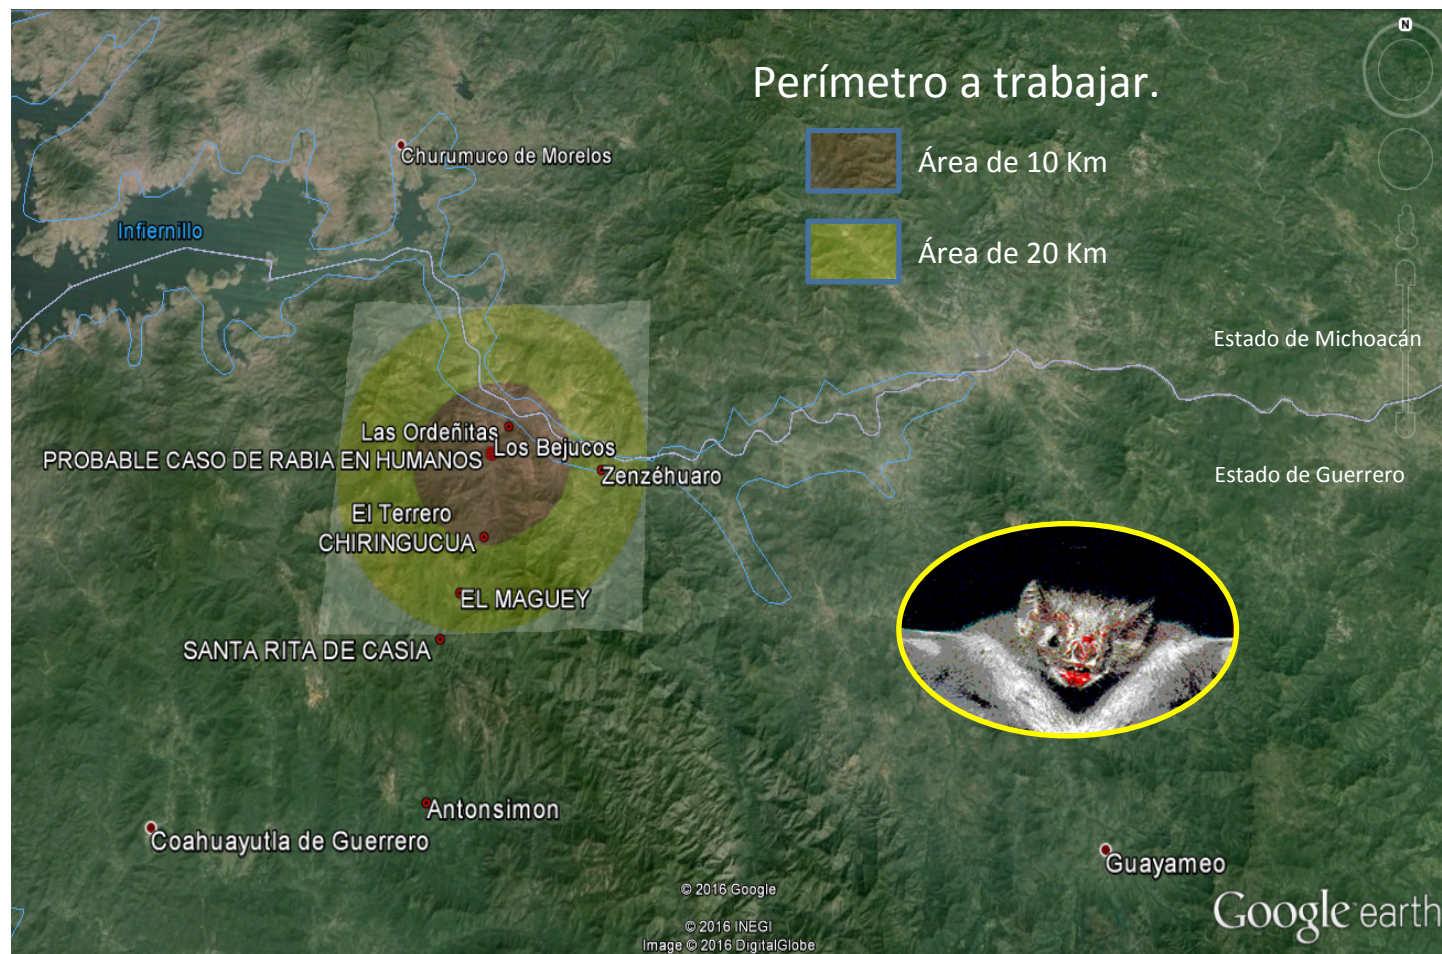 N
Perímetro a trabajar.
Churumuco de Morelos
Área de 10 Km
Infiernillo
Área de 20 Km
Estado de Michoacán
Las Ordeñitas
Los Bejucos
PROBABLE CASO DE RABIA EN HUMANOS
Zenzéhuaro
Estado de Guerrero
El Terrero
CHIRINGUCUA
EL MAGUEY
SANTA RITA DE CASIA
Antonsimon
Coahuayutla de Guerrero
Guayameo
© 2016 Google
© 2016 INEGI
Image © 2016 DigitalGlobe
Google earth